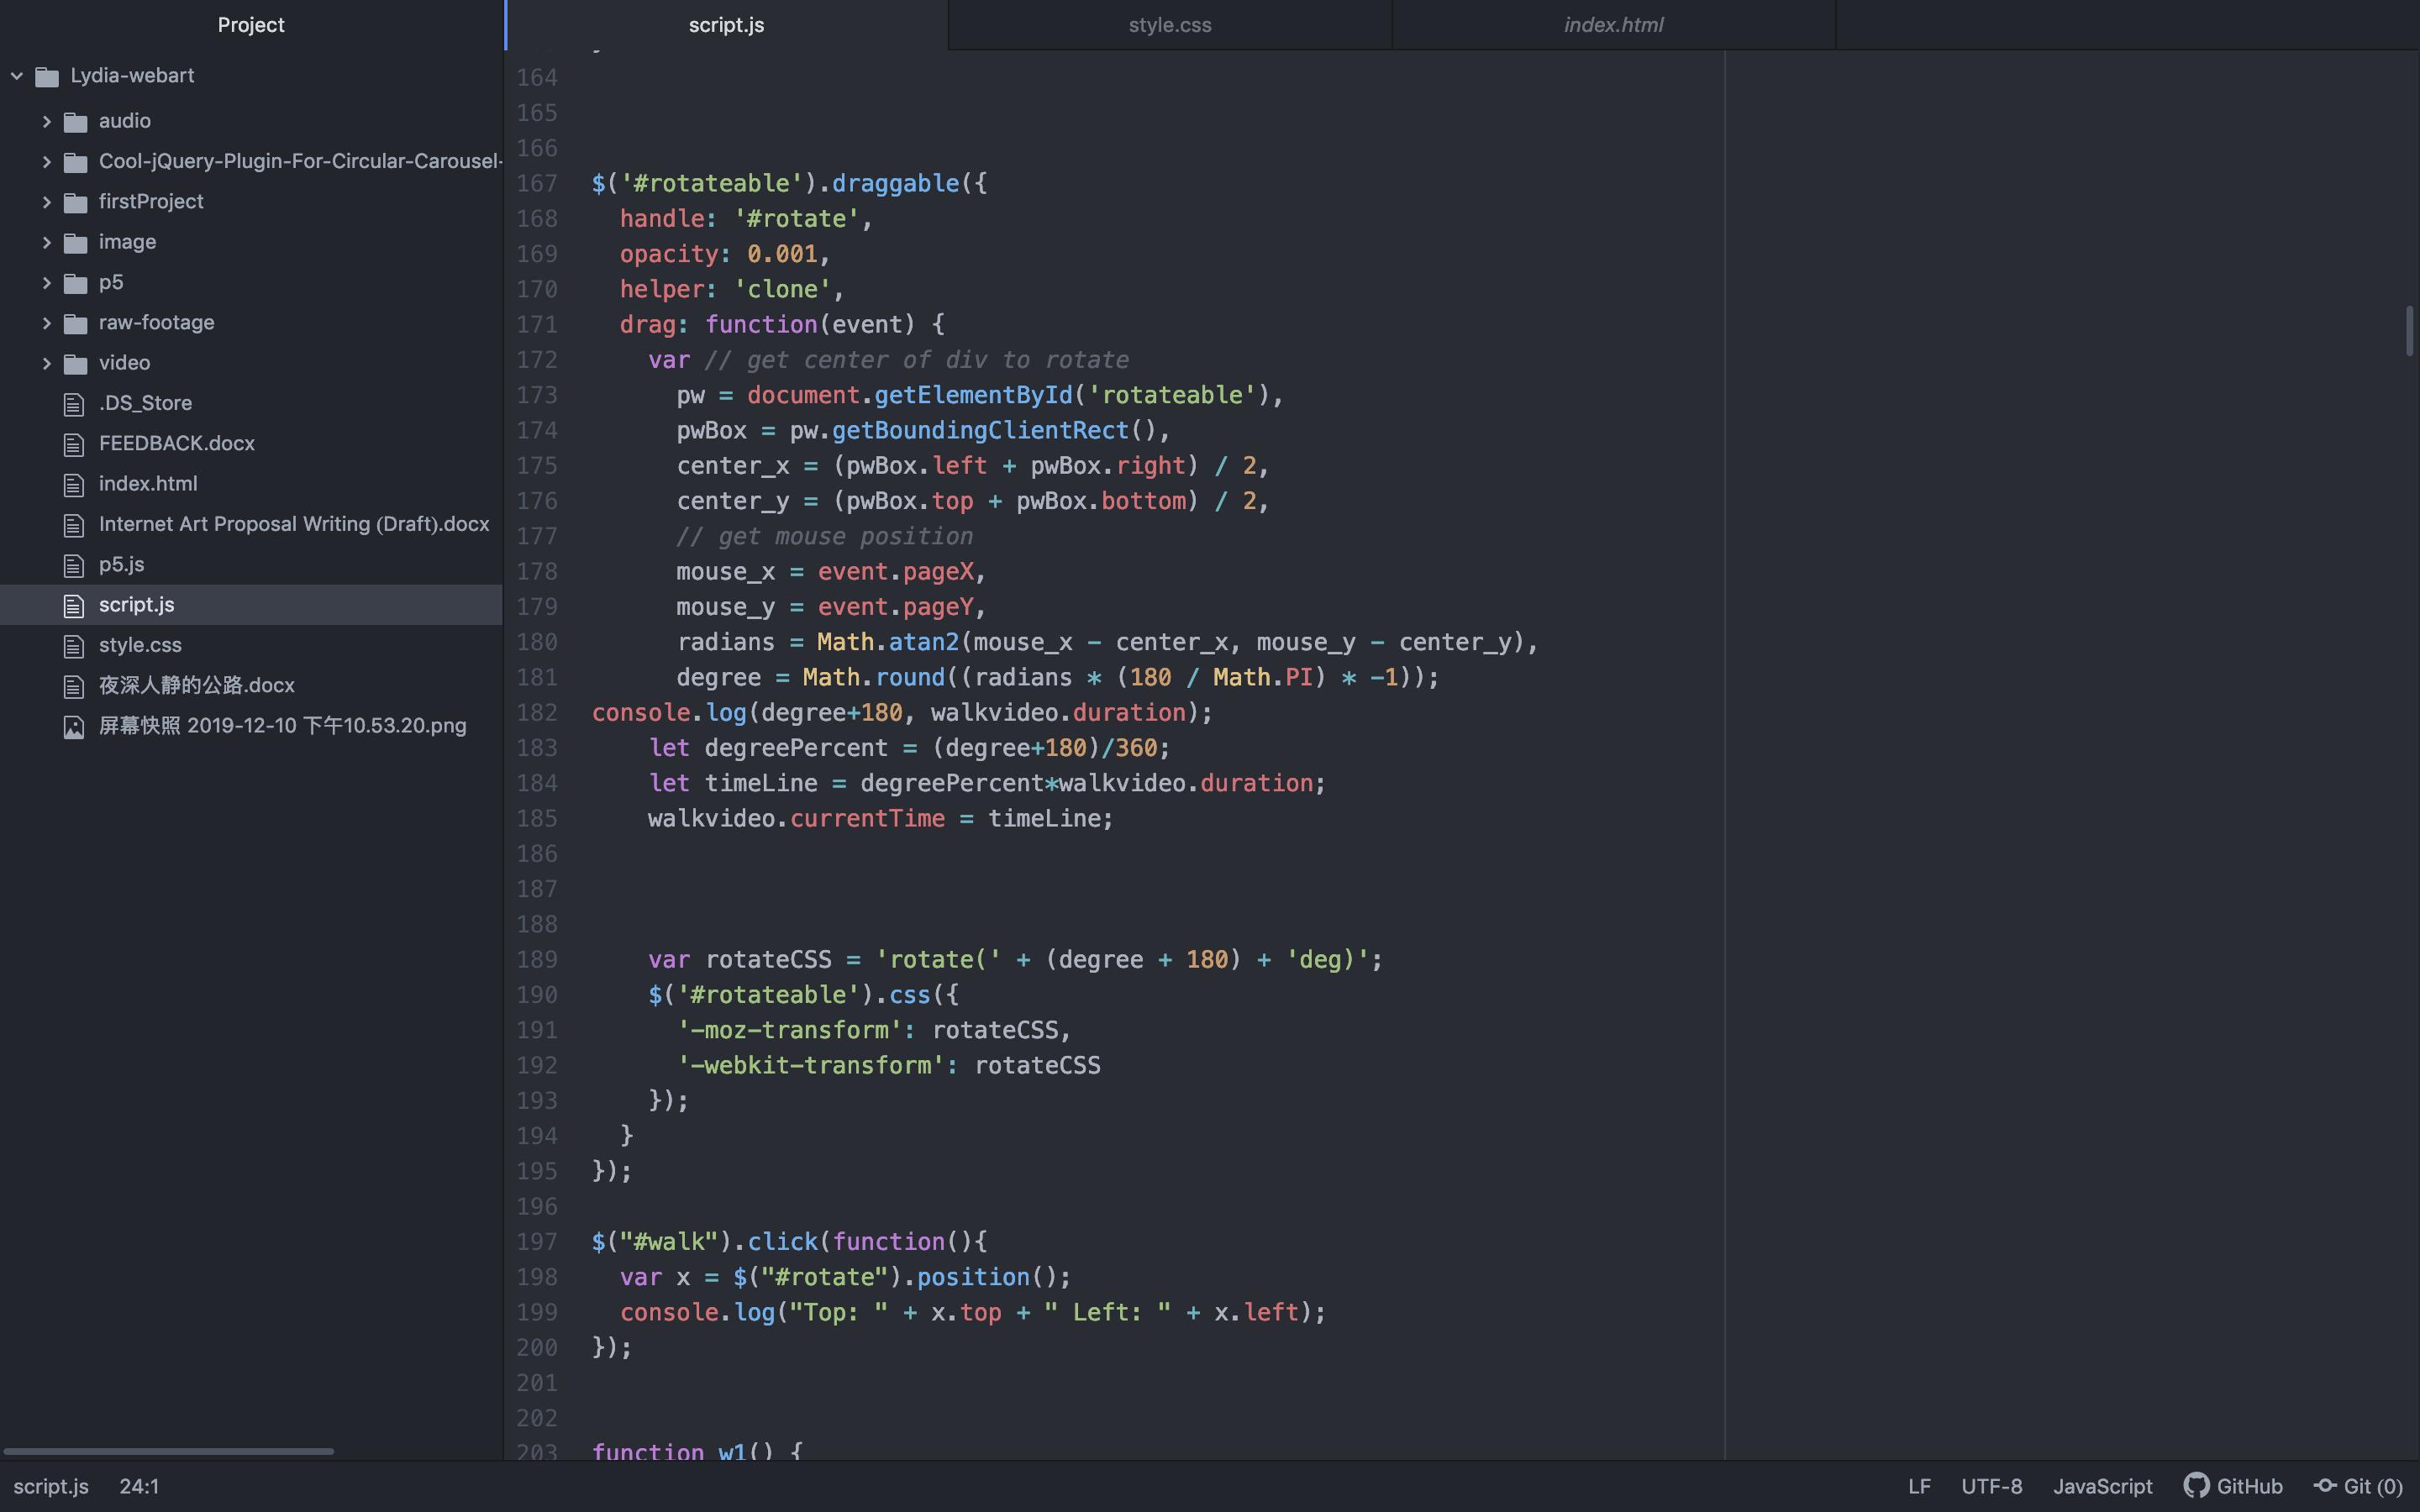 Project
script.js
style.css
index.html
Lydia-webart
audio
Cool-jQuery-Plugin-For-Circular-Carousel-
firstProject
image
p5
raw-footage
video
.DS_Store
FEEDBACK.docx
index.html
Internet Art Proposal Writing (Draft).docx
p5.js
script.js
style.css
夜深人静的公路.docx
屏幕快照 2019-12-10 下午10.53.20.png
164
165
166
167 $('#rotateable').draggable({
168   handle: '#rotate',
169   opacity: 0.001,
170   helper: 'clone',
171   drag: function(event) {
172     var // get center of div to rotate
173       pw = document.getElementById('rotateable'),
174       pwBox = pw.getBoundingClientRect(),
175       center_x = (pwBox.left + pwBox.right) / 2,
176       center_y = (pwBox.top + pwBox.bottom) / 2,
177       // get mouse position
178       mouse_x = event.pageX,
179       mouse_y = event.pageY,
180       radians = Math.atan2(mouse_x - center_x, mouse_y - center_y),
181       degree = Math.round((radians * (180 / Math.PI) * -1));
182 console.log(degree+180, walkvideo.duration);
183     let degreePercent = (degree+180)/360;
184     let timeLine = degreePercent*walkvideo.duration;
185     walkvideo.currentTime = timeLine;
186
187
188
189     var rotateCSS = 'rotate(' + (degree + 180) + 'deg)';
190     $('#rotateable').css({
191       '-moz-transform': rotateCSS,
192       '-webkit-transform': rotateCSS
193     });
194   }
195 });
196
197 $("#walk").click(function(){
198   var x = $("#rotate").position();
199   console.log("Top: " + x.top + " Left: " + x.left);
200 });
201
202
203 function w1() {
script.js 24:1 LF UTF-8 JavaScript GitHub Git (0)